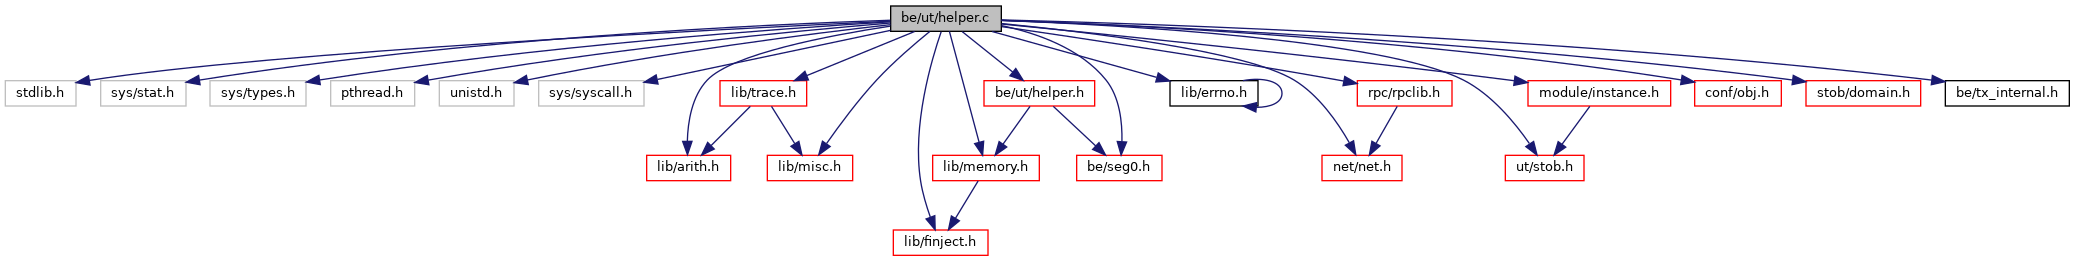 be/ut/helper.c
stdlib.h
sys/stat.h
sys/types.h
pthread.h
unistd.h
sys/syscall.h
lib/trace.h
be/ut/helper.h
lib/errno.h
rpc/rpclib.h
module/instance.h
conf/obj.h
stob/domain.h
be/tx_internal.h
lib/arith.h
lib/misc.h
lib/memory.h
be/seg0.h
net/net.h
ut/stob.h
lib/finject.h